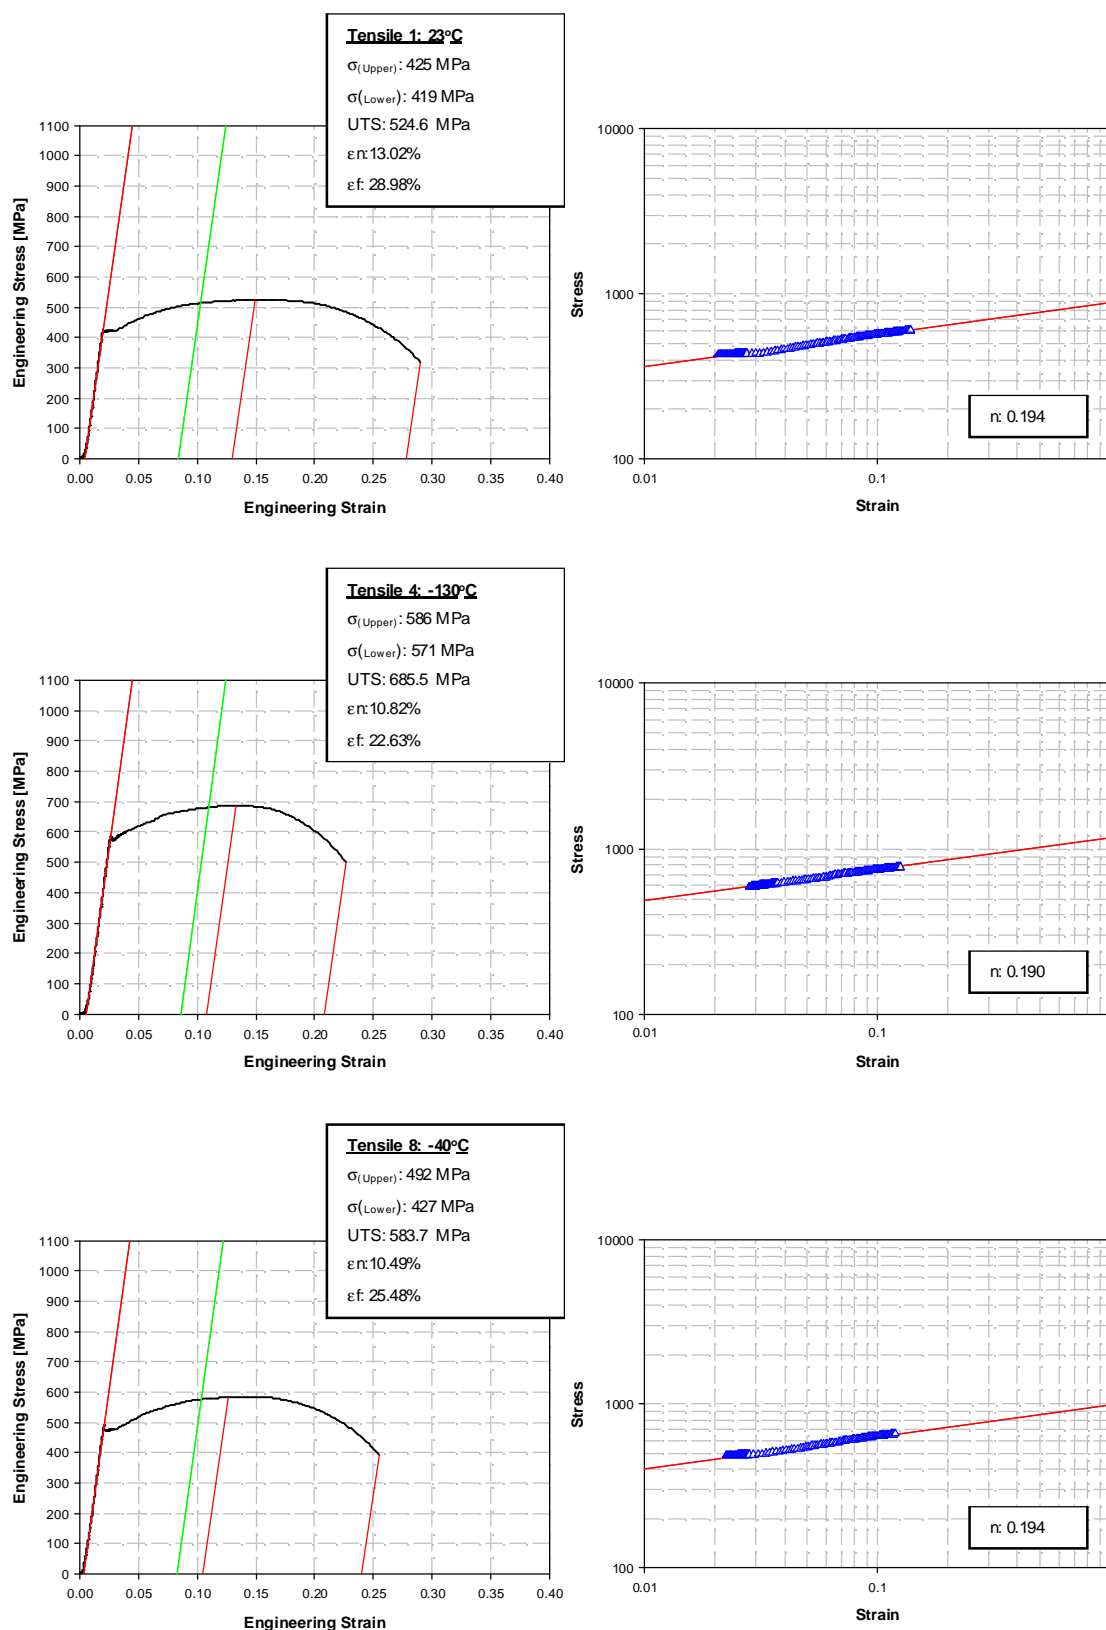 Tensile 1: 23°C
σ(Upper): 425 MPa
σ(Lower): 419 MPa
UTS: 524.6 MPa
εn:13.02%
εf: 28.98%
Engineering Stress [MPa]
1100
1000
900
800
700
600
500
400
300
200
100
0
0.00 0.05 0.10 0.15 0.20 0.25 0.30 0.35 0.40
Engineering Strain
Stress
10000
1000
100
n: 0.194
0.01 0.1
Strain
Tensile 4: -130°C
σ(Upper): 586 MPa
σ(Lower): 571 MPa
UTS: 685.5 MPa
εn:10.82%
εf: 22.63%
Engineering Stress [MPa]
1100
1000
900
800
700
600
500
400
300
200
100
0
0.00 0.05 0.10 0.15 0.20 0.25 0.30 0.35 0.40
Engineering Strain
Stress
10000
1000
100
n: 0.190
0.01 0.1
Strain
Tensile 8: -40°C
σ(Upper): 492 MPa
σ(Lower): 427 MPa
UTS: 583.7 MPa
εn:10.49%
εf: 25.48%
Engineering Stress [MPa]
1100
1000
900
800
700
600
500
400
300
200
100
0
0.00 0.05 0.10 0.15 0.20 0.25 0.30 0.35 0.40
Engineering Strain
Stress
10000
1000
100
n: 0.194
0.01 0.1
Strain